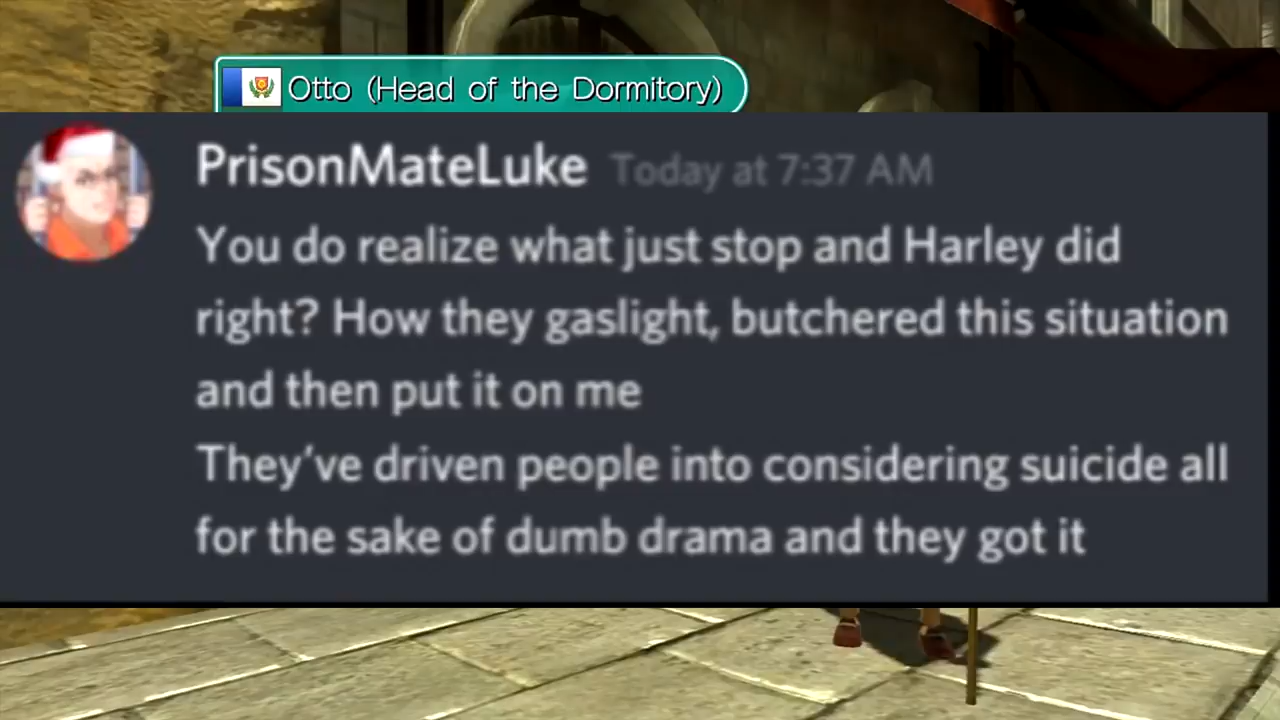 Otto (Head of the Dormitory)
PrisonMateLuke Today at 7:37 AM
You do realize what just stop and Harley did
right? How they gaslight, butchered this situation
and then put it on me
They've driven people into considering suicide all
for the sake of dumb drama and they got it